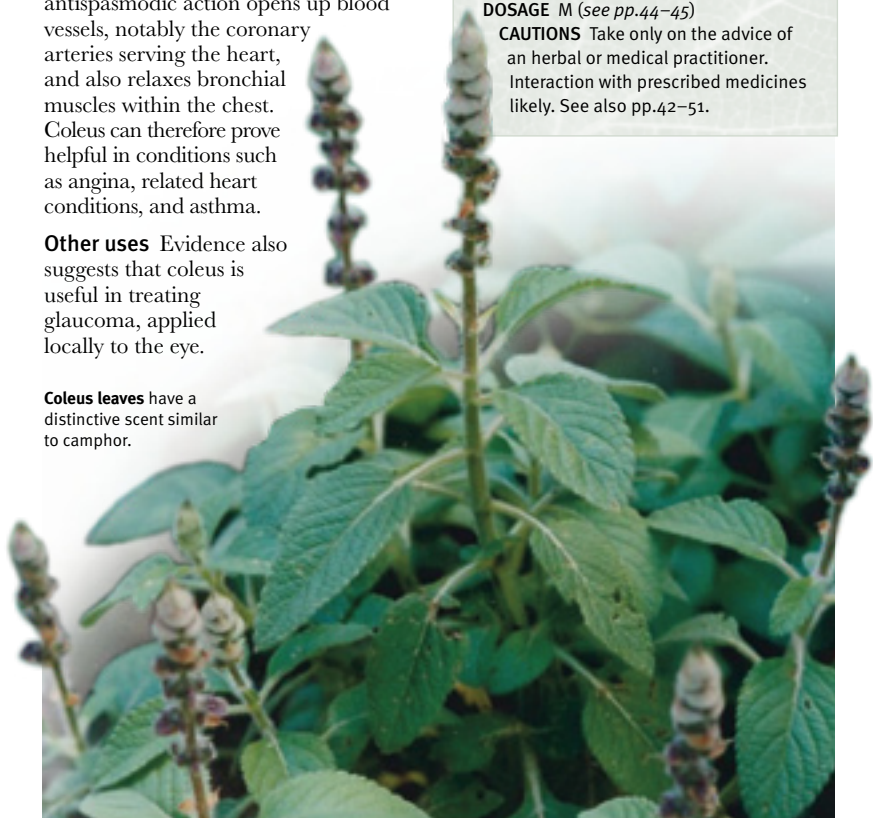 antispasmodic action opens up blood
vessels, notably the coronary
arteries serving the heart,
and also relaxes bronchial
muscles within the chest.
Coleus can therefore prove
helpful in conditions such
as angina, related heart
conditions, and asthma.
Other uses Evidence also
suggests that coleus is
useful in treating
glaucoma, applied
locally to the eye.
Coleus leaves have a
distinctive scent similar
to camphor.
DOSAGE M (see pp.44–45)
CAUTIONS Take only on the advice of
an herbal or medical practitioner.
Interaction with prescribed medicines
likely. See also pp.42–51.